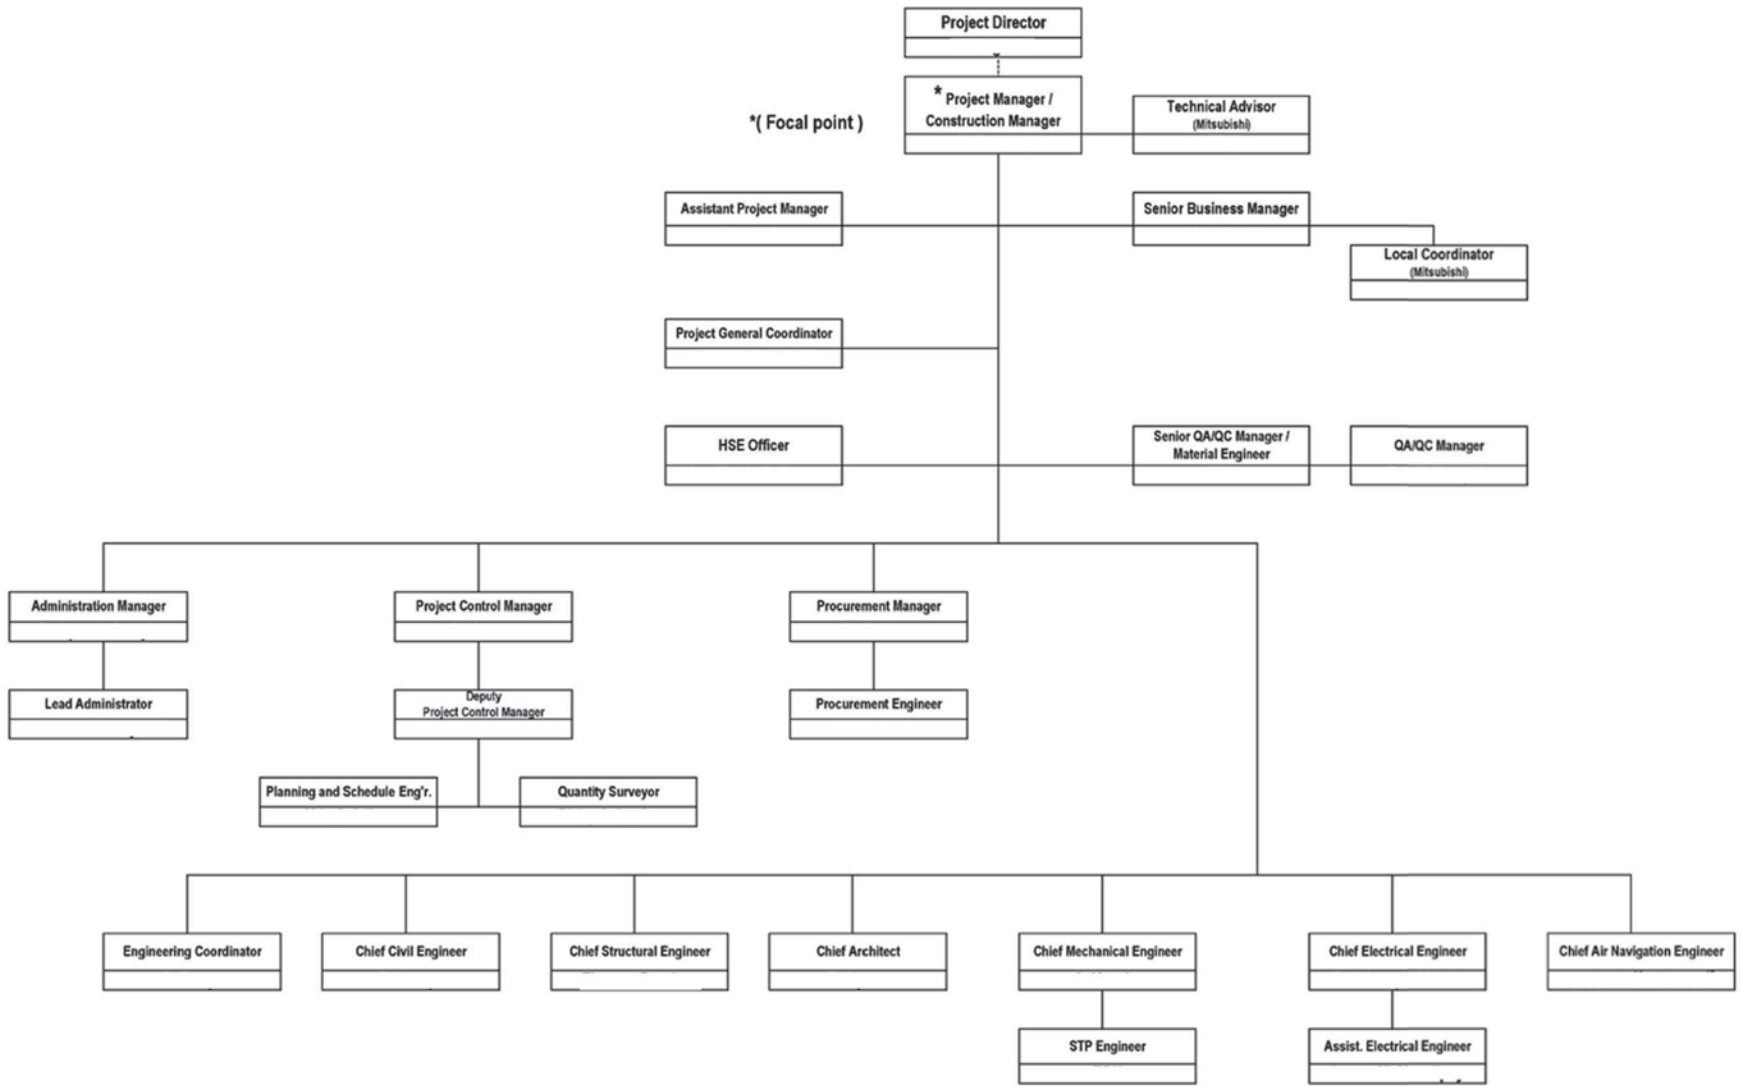 Project Director
* Project Manager /
Construction Manager
*( Focal point )
Technical Advisor
(Mitsubishi)
Assistant Project Manager
Senior Business Manager
Local Coordinator
(Mitsubishi)
Project General Coordinator
HSE Officer
Senior QA/QC Manager /
Material Engineer
QA/QC Manager
Administration Manager
Project Control Manager
Procurement Manager
Lead Administrator
Deputy
Project Control Manager
Procurement Engineer
Planning and Schedule Eng'r.
Quantity Surveyor
Engineering Coordinator
Chief Civil Engineer
Chief Structural Engineer
Chief Architect
Chief Mechanical Engineer
Chief Electrical Engineer
Chief Air Navigation Engineer
STP Engineer
Assist. Electrical Engineer